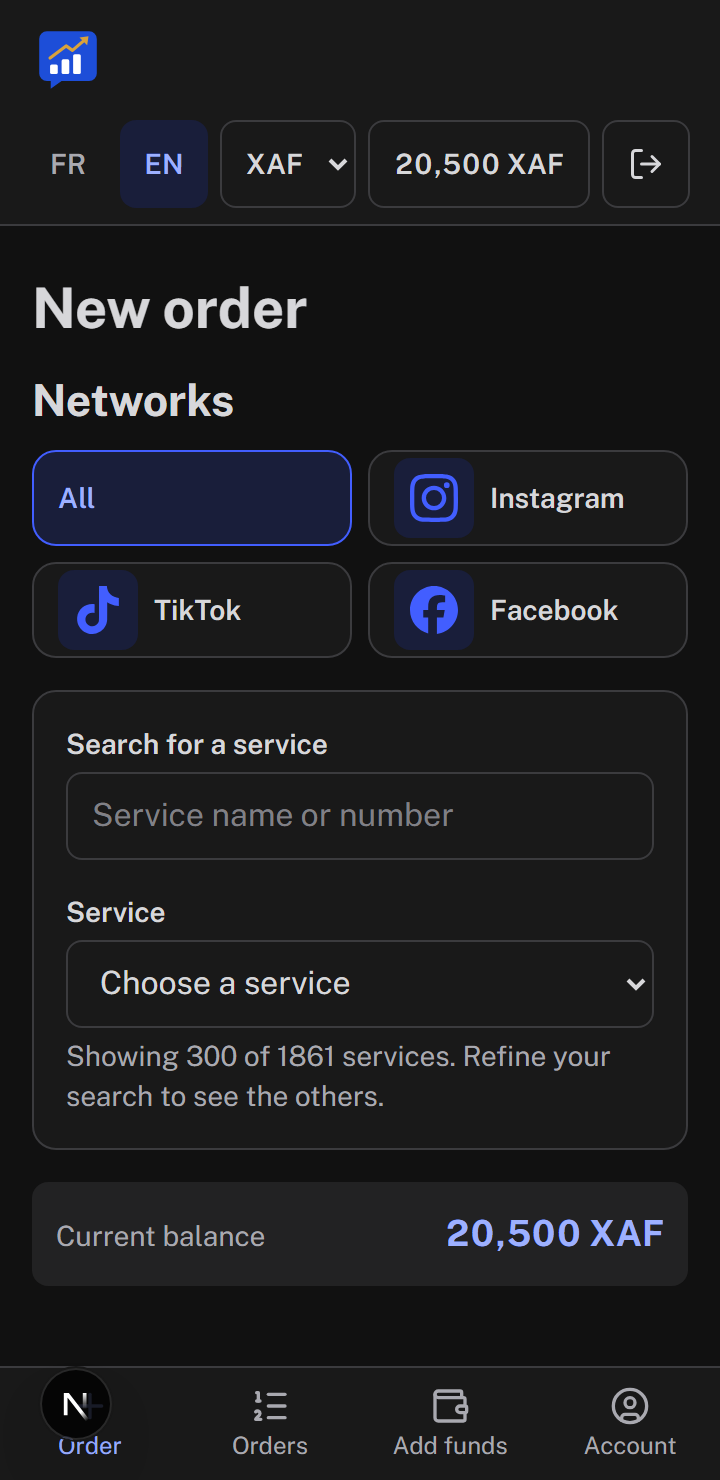 FR
EN
XAF
20,500 XAF
New order
Networks
All
Instagram
TikTok
Facebook
Search for a service
Service name or number
Service
Choose a service
Showing 300 of 1861 services. Refine your
search to see the others.
Current balance
20,500 XAF
N
Order
Orders
Add funds
Account